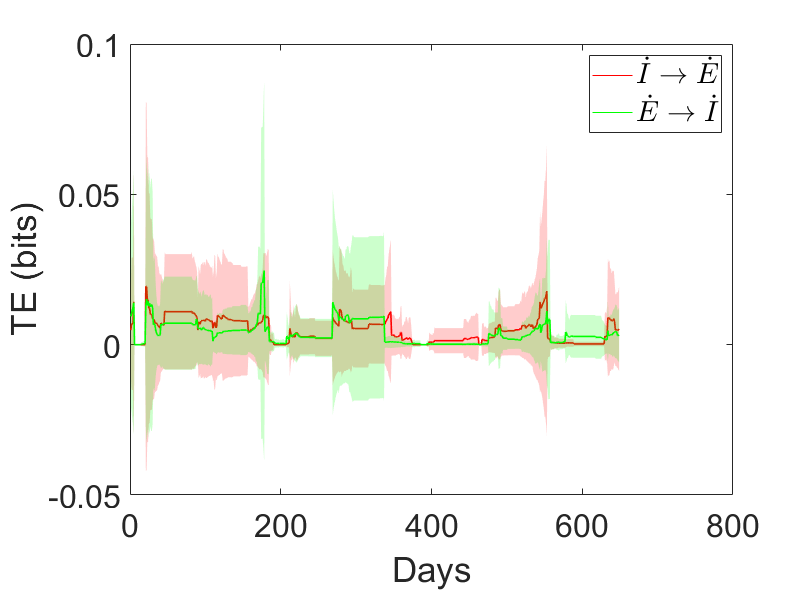 0.1
0.05
0
-0.05
TE (bits)
0 200 400 600 800
Days
İ → Ė
Ė → İ